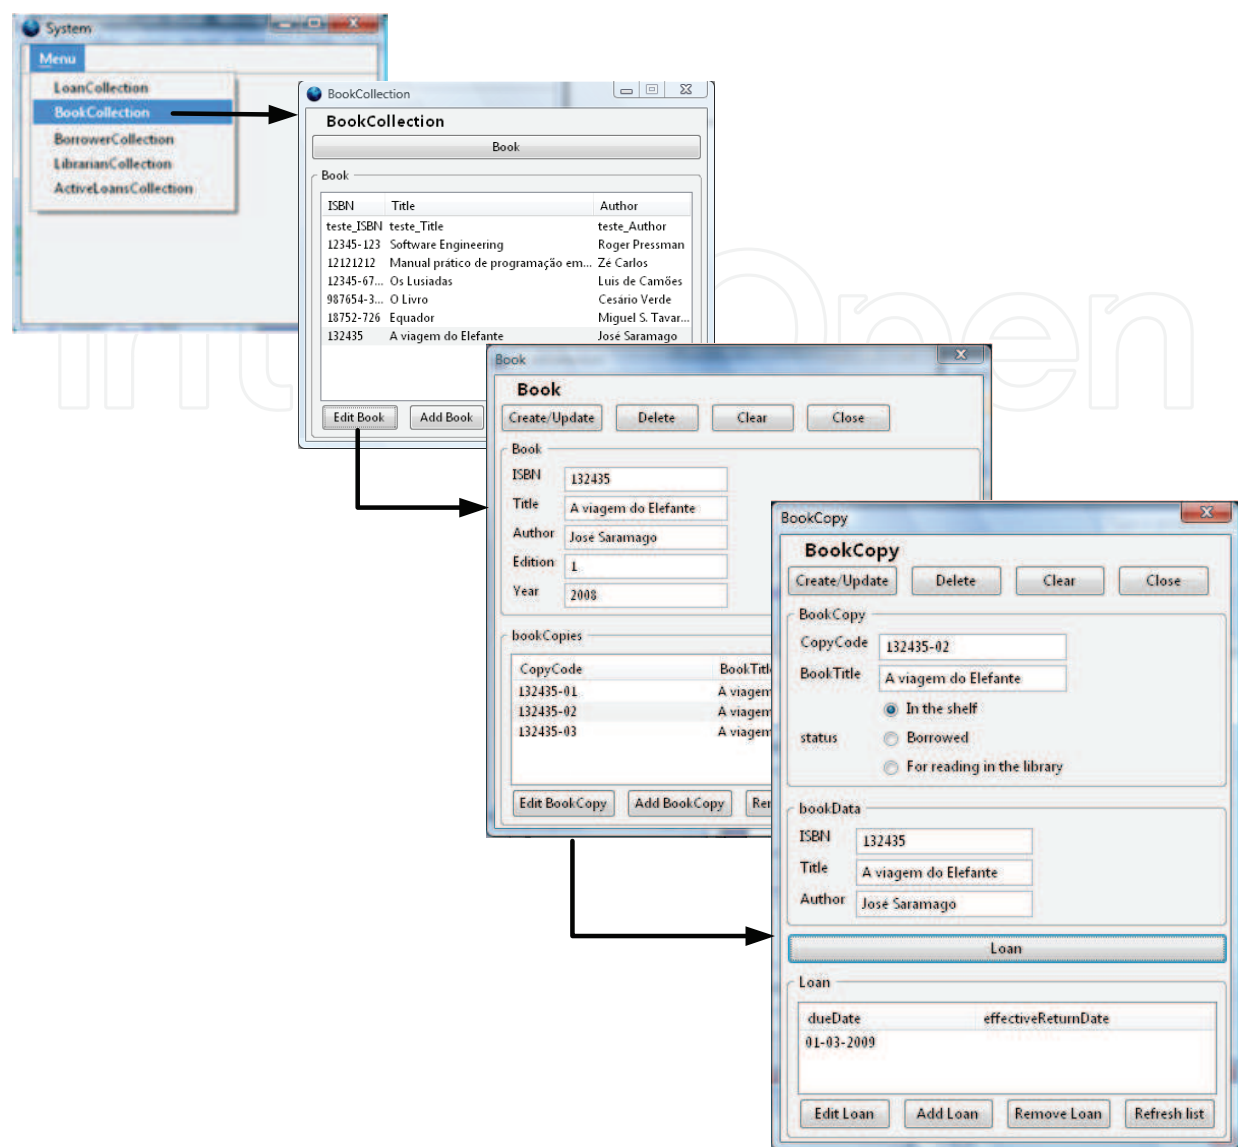 System
Menu
LoanCollection
BookCollection
BorrowerCollection
LibrarianCollection
ActiveLoansCollection
BookCollection
BookCollection
Book
Book
ISBN Title Author
teste_ISBN teste_Title teste_Author
12345-123 Software Engineering Roger Pressman
12121212 Manual prático de programação em... Zé Carlos
12345-67... Os Lusiadas Luis de Camões
987654-3... O Livro Cesário Verde
18752-726 Equador Miguel S. Tavar...
132435 A viagem do Elefante José Saramago
Edit Book Add Book
Book
Book
Create/Update Delete Clear Close
Book
ISBN 132435
Title A viagem do Elefante
Author José Saramago
Edition 1
Year 2008
bookCopies
CopyCode BookTitl
132435-01 A viagem
132435-02 A viagem
132435-03 A viagem
Edit BookCopy Add BookCopy Rer
BookCopy
BookCopy
Create/Update Delete Clear Close
BookCopy
CopyCode 132435-02
BookTitle A viagem do Elefante
In the shelf
status Borrowed
For reading in the library
bookData
ISBN 132435
Title A viagem do Elefante
Author José Saramago
Loan
Loan
dueDate effectiveReturnDate
01-03-2009
Edit Loan Add Loan Remove Loan Refresh list